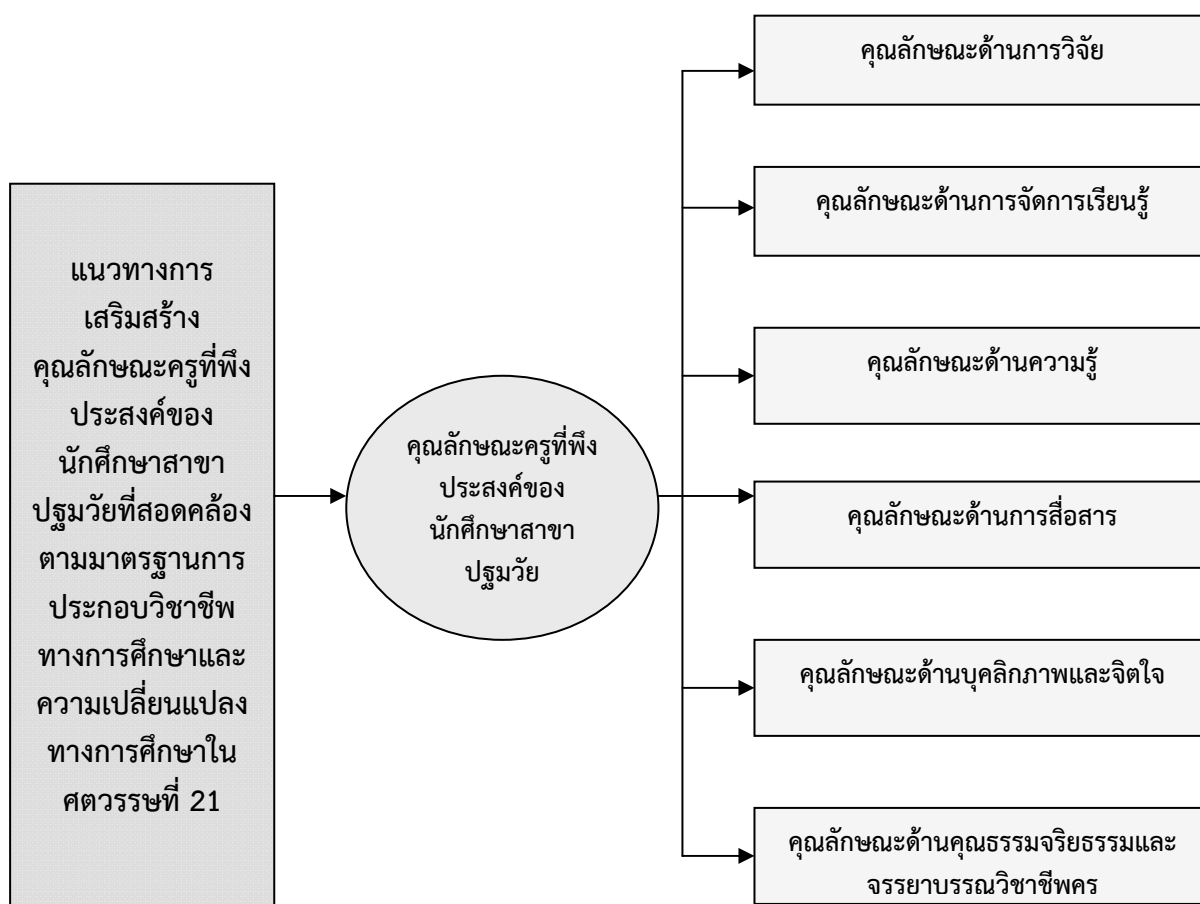 แนวทางการ
เสริมสร้าง
คุณลักษณะครูที่พึง
ประสงค์ของ
นักศึกษาสาขา
ปฐมวัยที่สอดคล้อง
ตามมาตรฐานการ
ประกอบวิชาชีพ
ทางการศึกษาและ
ความเปลี่ยนแปลง
ทางการศึกษาใน
ศตวรรษที่ 21
คุณลักษณะครูที่พึง
ประสงค์ของ
นักศึกษาสาขา
ปฐมวัย
คุณลักษณะด้านการวิจัย
คุณลักษณะด้านการจัดการเรียนรู้
คุณลักษณะด้านความรู้
คุณลักษณะด้านการสื่อสาร
คุณลักษณะด้านบุคลิกภาพและจิตใจ
คุณลักษณะด้านคุณธรรมจริยธรรมและ
จรรยาบรรณวิชาชีพคร